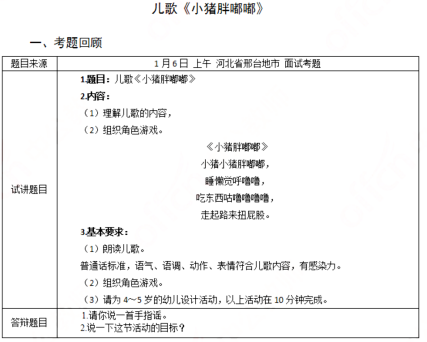 儿歌《小猪胖嘟嘟》
一、考题回顾
题目来源
1月6日 上午 河北省邢台地市 面试考题
试讲题目
1.题目：儿歌《小猪胖嘟嘟》
2.内容：
（1）理解儿歌的内容，
（2）组织角色游戏。
《小猪胖嘟嘟》
小猪小猪胖嘟嘟，
睡懒觉呼噜噜，
吃东西咕噜噜噜噜，
走起路来扭屁股。
3.基本要求：
（1）朗读儿歌。
普通话标准，语气、语调、动作、表情符合儿歌内容，有感染力。
（2）组织角色游戏。
（3）请为 4～5 岁的幼儿设计活动，以上活动在 10 分钟完成。
答辩题目
1.请你说一首手指谣。
2.说一下这节活动的目标？